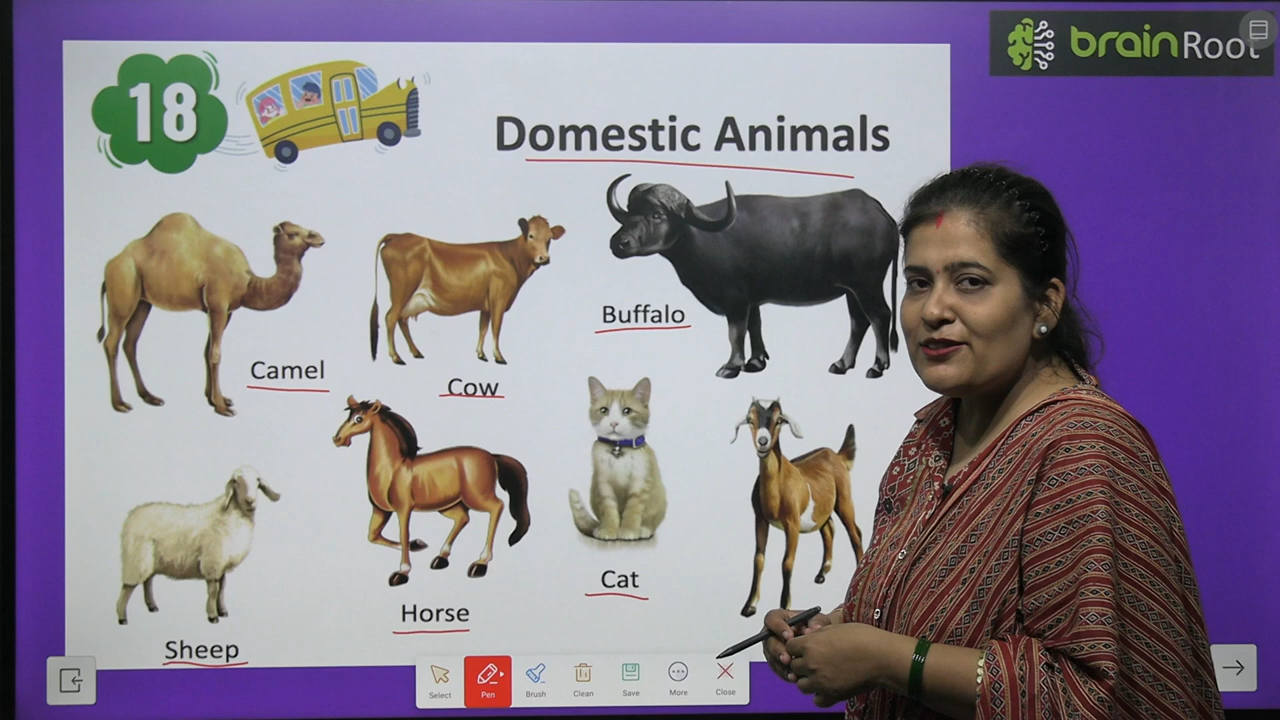 brainRoot
18
Domestic Animals
Buffalo
Camel
Cow
Cat
Horse
Sheep
Select
Pen
Brush
Clean
Save
More
Close